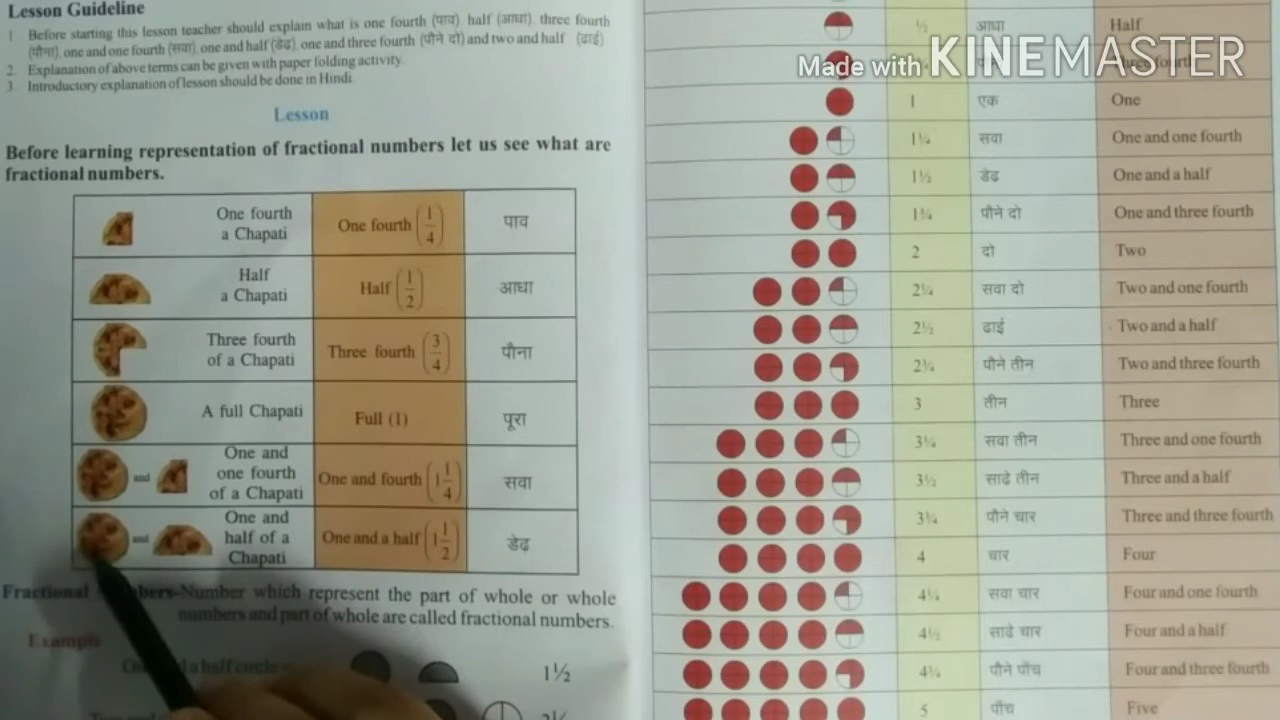 Lesson Guideline
1 Before starting this lesson teacher should explain what is one fourth (पाव), half (आधा), three fourth
(पौना), one and one fourth (सवा), one and half (डेढ़), one and three fourth (पौने दो) and two and half (ढाई)
2. Explanation of above terms can be given with paper folding activity.
3 Introductory explanation of lesson should be done in Hindi
Lesson
Before learning representation of fractional numbers let us see what are
fractional numbers.
One fourth
a Chapati
One fourth (1/4)
पाव
Half
a Chapati
Half (1/2)
आधा
Three fourth
of a Chapati
Three fourth (3/4)
पौना
A full Chapati
Full (1)
पूरा
and
One and
one fourth
of a Chapati
One and fourth (1 1/4)
सवा
and
One and
half of a
Chapati
One and a half (1 1/2)
डेढ़
Fractional Numbers-Number which represent the part of whole or whole
numbers and part of whole are called fractional numbers.
Example
a half circle
1½
½ आधा Half
Made with KINEMASTER
1 एक One
1¼ सवा One and one fourth
1½ डेढ One and a half
1¾ पौने दो One and three fourth
2 दो Two
2¼ सवा दो Two and one fourth
2½ ढाई Two and a half
2¾ पौने तीन Two and three fourth
3 तीन Three
3¼ सवा तीन Three and one fourth
3½ साढे तीन Three and a half
3¾ पौने चार Three and three fourth
4 चार Four
4¼ सवा चार Four and one fourth
4½ साढे चार Four and a half
पौने पाँच Four and three fourth
5 पाँच Five